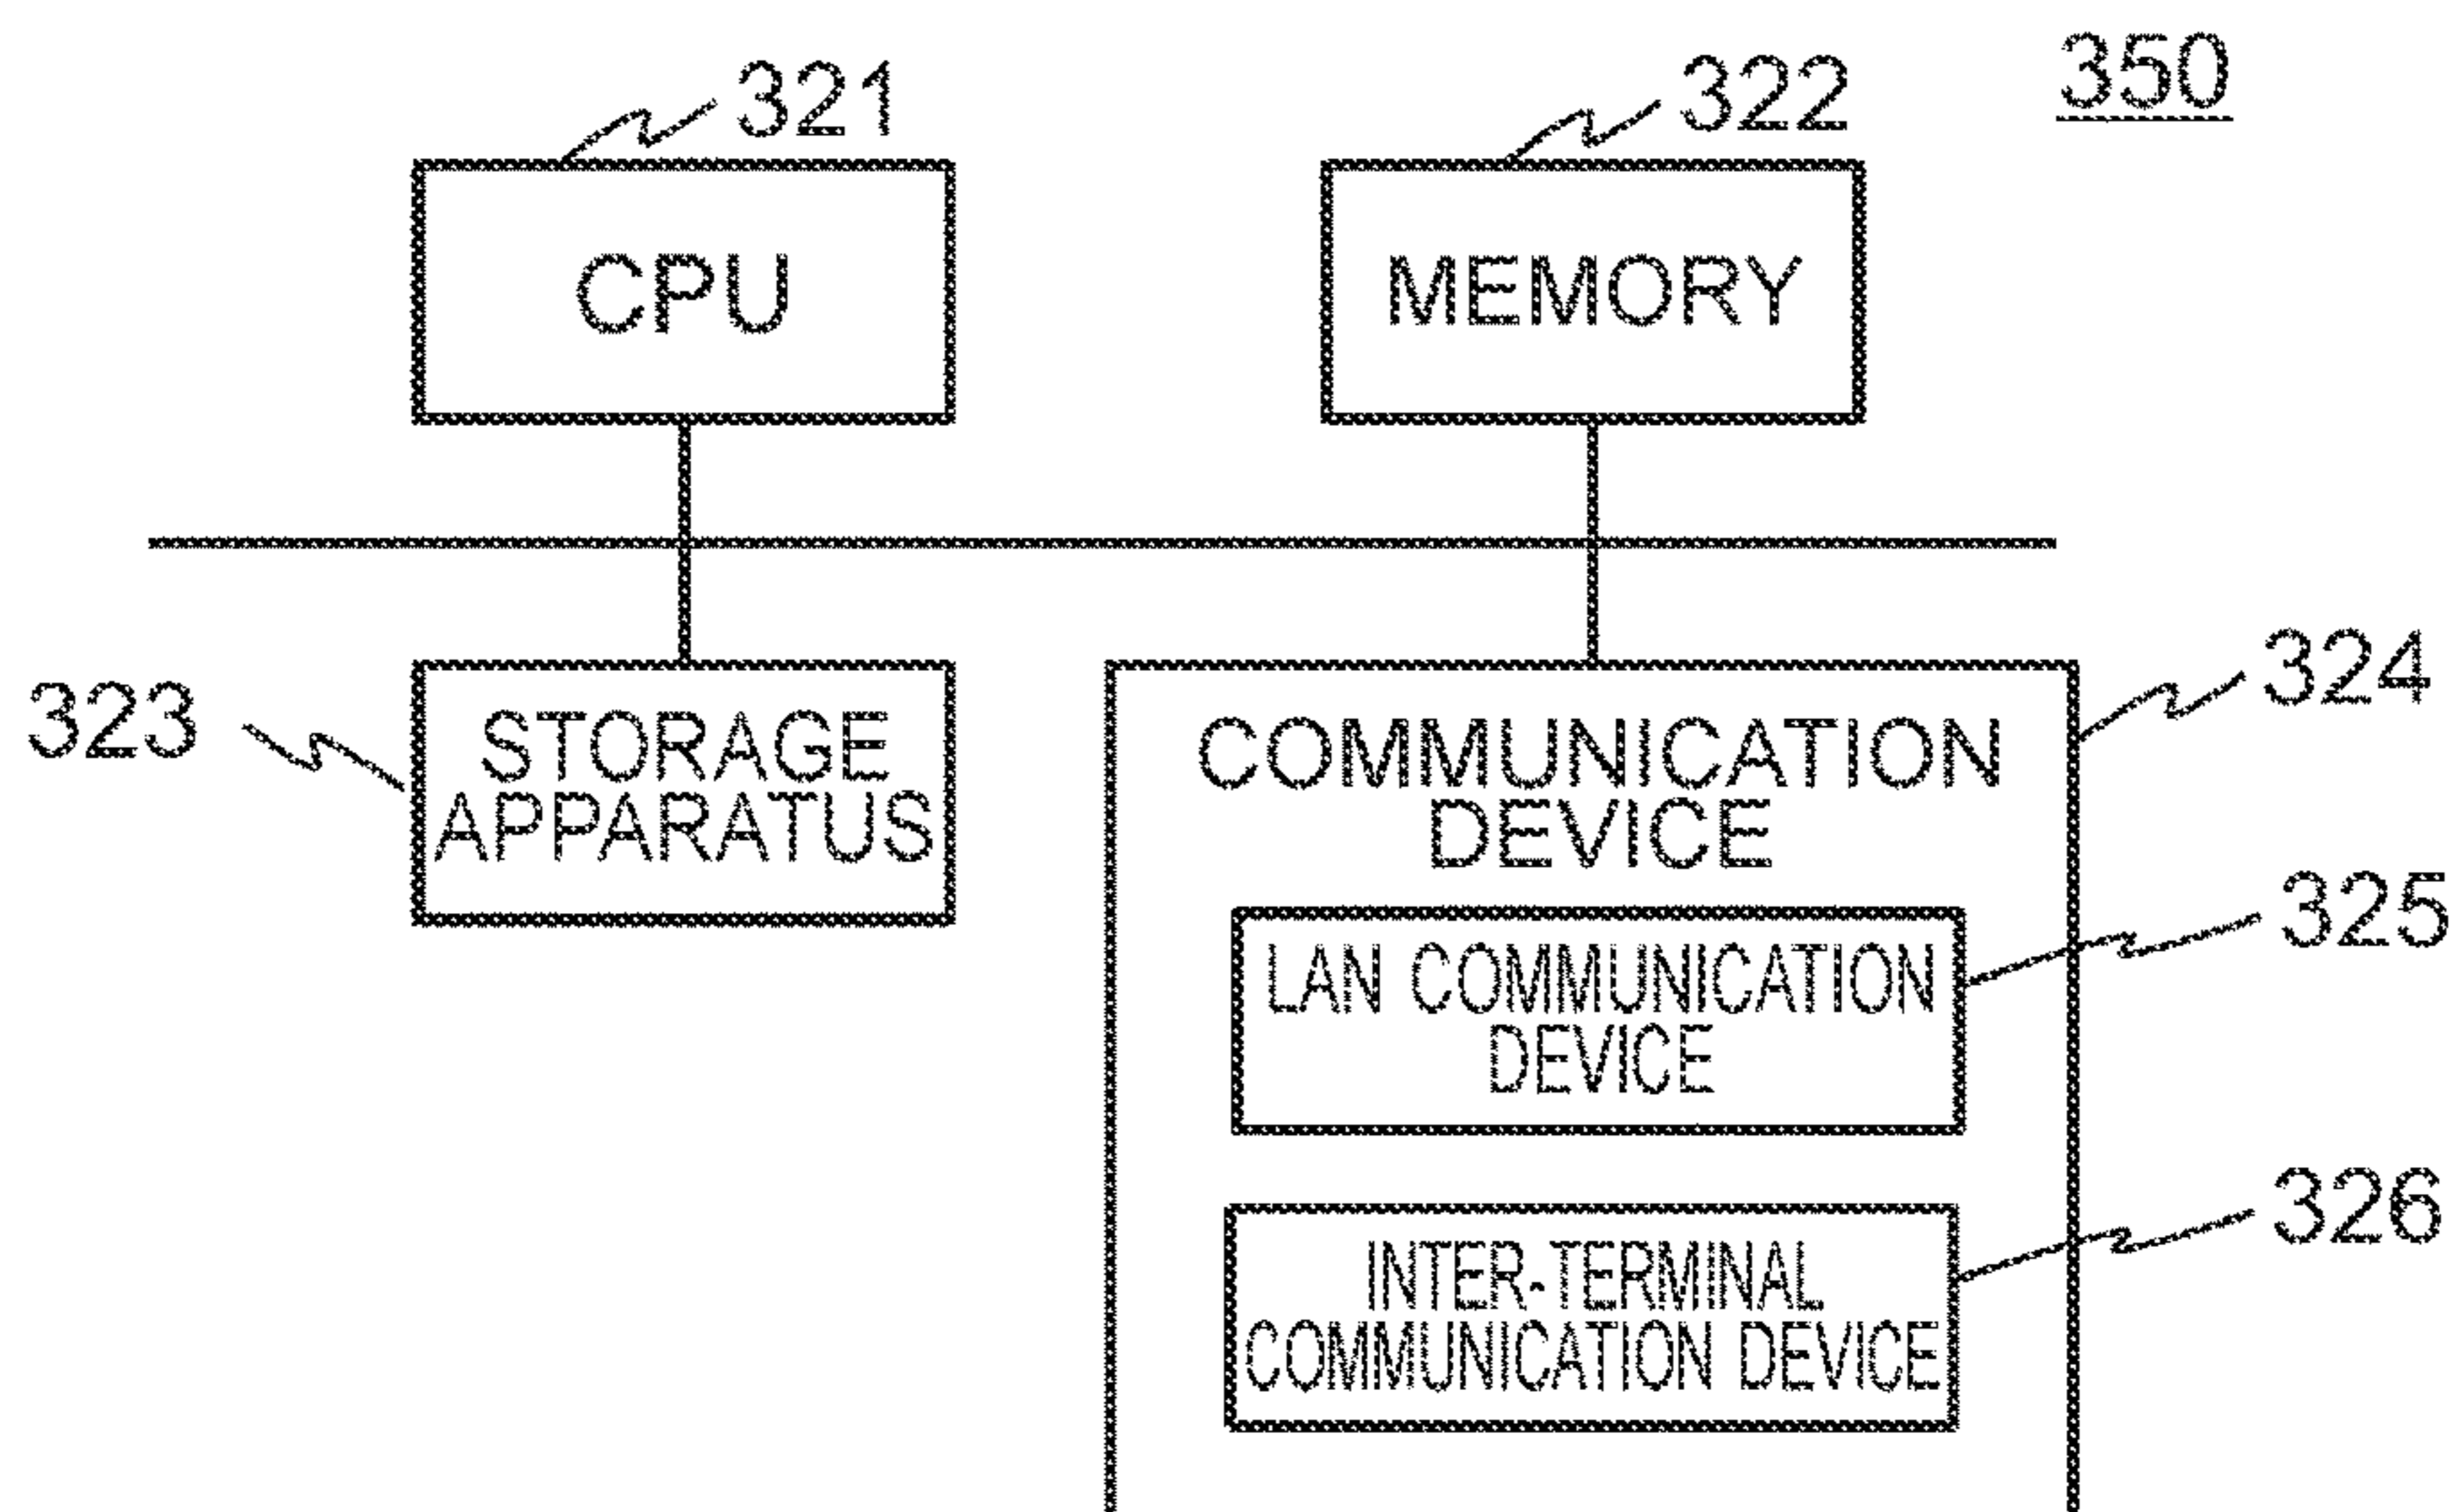 350
321
322
CPU
MEMORY
323
STORAGE
APPARATUS
324
COMMUNICATION
DEVICE
325
LAN COMMUNICATION
DEVICE
326
INTER-TERMINAL
COMMUNICATION DEVICE